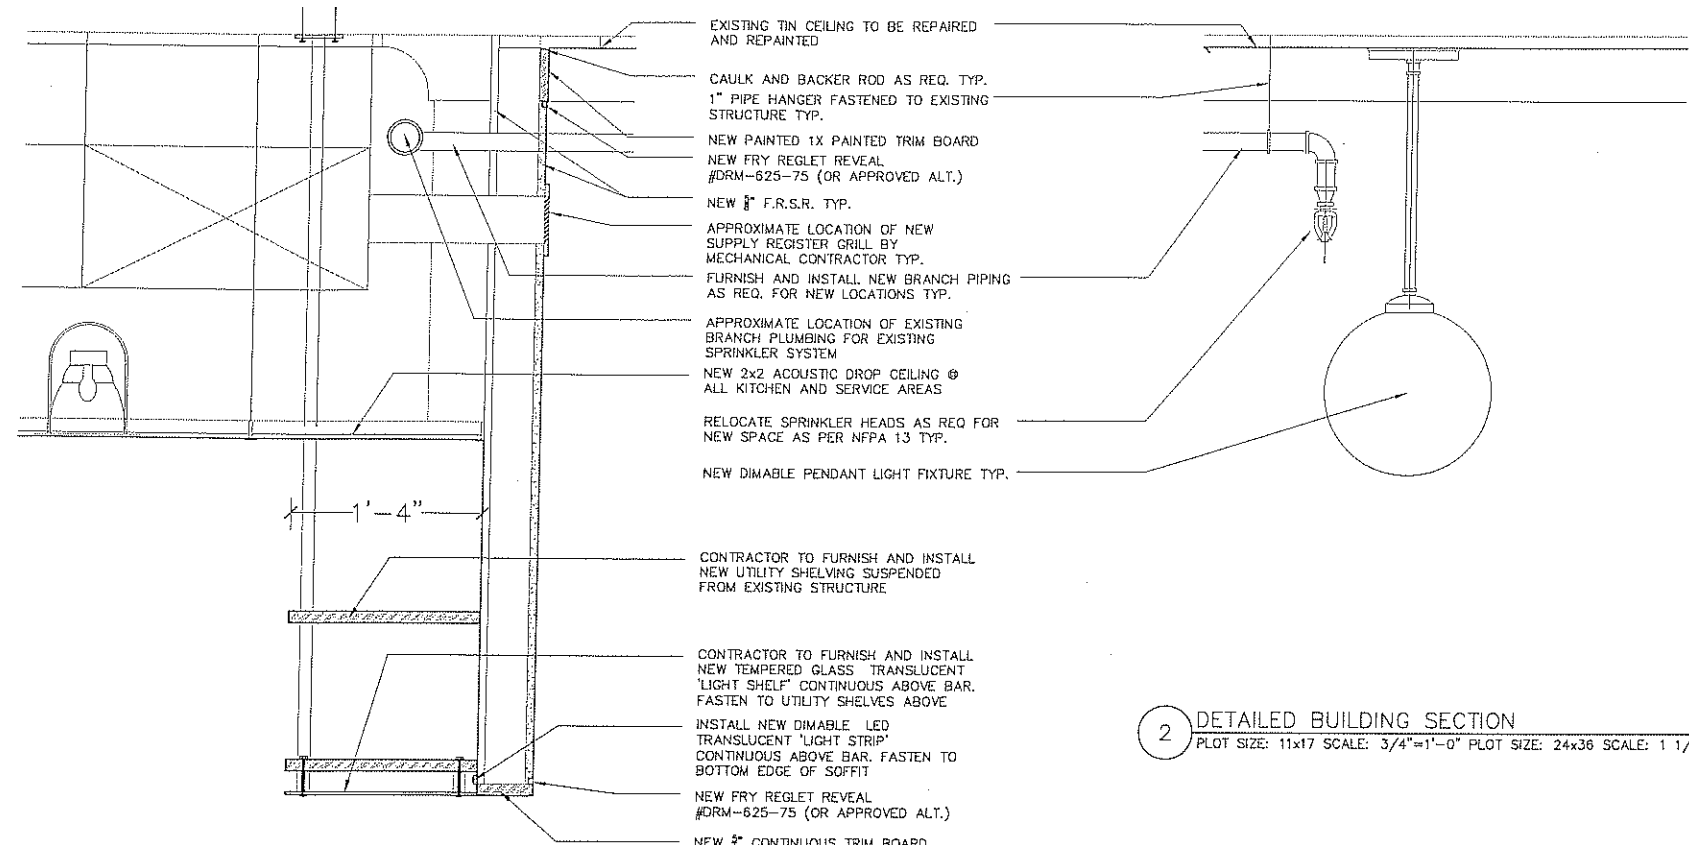 EXISTING TIN CEILING TO BE REPAIRED
AND REPAINTED
CAULK AND BACKER ROD AS REQ. TYP.
1" PIPE HANGER FASTENED TO EXISTING
STRUCTURE TYP.
NEW PAINTED 1X PAINTED TRIM BOARD
NEW FRY REGLET REVEAL
#DRM-625-75 (OR APPROVED ALT.)
NEW F.R.S.R. TYP.
APPROXIMATE LOCATION OF NEW
SUPPLY REGISTER GRILL BY
MECHANICAL CONTRACTOR TYP.
FURNISH AND INSTALL NEW BRANCH PIPING
AS REQ. FOR NEW LOCATIONS TYP.
APPROXIMATE LOCATION OF EXISTING
BRANCH PLUMBING FOR EXISTING
SPRINKLER SYSTEM
NEW 2x2 ACOUSTIC DROP CEILING @
ALL KITCHEN AND SERVICE AREAS
RELOCATE SPRINKLER HEADS AS REQ FOR
NEW SPACE AS PER NFPA 13 TYP.
NEW DIMABLE PENDANT LIGHT FIXTURE TYP.
1'-4"
CONTRACTOR TO FURNISH AND INSTALL
NEW UTILITY SHELVING SUSPENDED
FROM EXISTING STRUCTURE
CONTRACTOR TO FURNISH AND INSTALL
NEW TEMPERED GLASS TRANSLUCENT
'LIGHT SHELF' CONTINUOUS ABOVE BAR.
FASTEN TO UTILITY SHELVES ABOVE
INSTALL NEW DIMABLE LED
TRANSLUCENT 'LIGHT STRIP'
CONTINUOUS ABOVE BAR. FASTEN TO
BOTTOM EDGE OF SOFFIT
NEW FRY REGLET REVEAL
#DRM-625-75 (OR APPROVED ALT.)
NEW CONTINUOUS TRIM BOARD
2 DETAILED BUILDING SECTION
PLOT SIZE: 11x17 SCALE: 3/4"=1'-0" PLOT SIZE: 24x36 SCALE: 1 1/